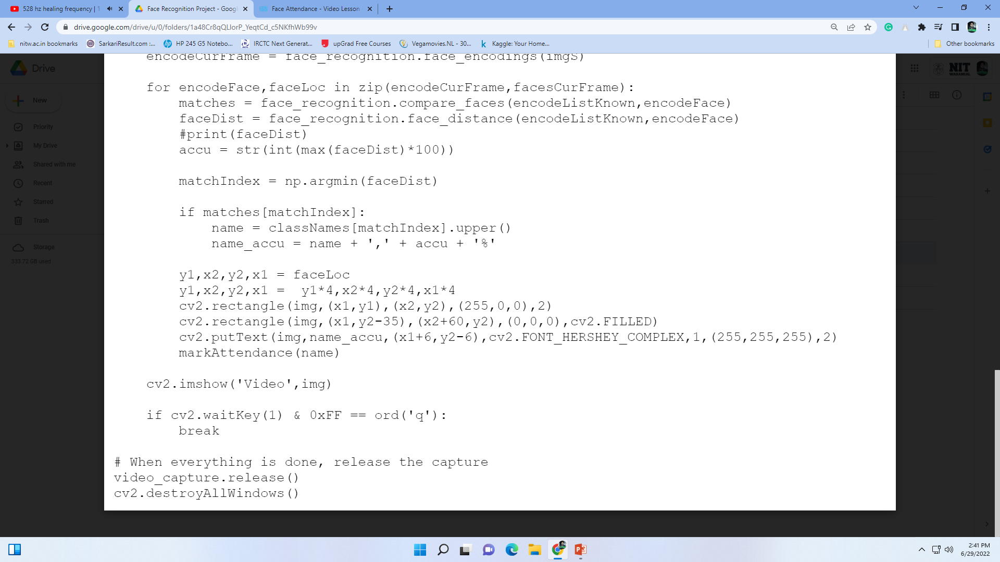 528 hz healing frequency | 1
Face Recognition Project - Goog
Face Attendance - Video Lesson
drive.google.com/drive/u/0/folders/1a48Cr8qQLlorP_YeqtCd_c5NKfhWb99v
nitw.ac.in bookmarks
SarkariResult.com :...
HP 245 G5 Notebo...
IRCTC Next Generat...
upGrad Free Courses
Vegamovies.NL - 30...
Kaggle: Your Home...
Other bookmarks
Drive
NIT
WARANGAL
New
Priority
My Drive
Shared with me
Recent
Starred
Trash
Storage
333.72 GB used
encodeCurFrame = face_recognition.face_encodings(imgS)
for encodeFace,faceLoc in zip(encodeCurFrame,facesCurFrame):
matches = face_recognition.compare_faces(encodeListKnown,encodeFace)
faceDist = face_recognition.face_distance(encodeListKnown,encodeFace)
#print(faceDist)
accu = str(int(max(faceDist)*100))
matchIndex = np.argmin(faceDist)
if matches[matchIndex]:
name = classNames[matchIndex].upper()
name_accu = name + ',' + accu + '%'
y1,x2,y2,x1 = faceLoc
y1,x2,y2,x1 =  y1*4,x2*4,y2*4,x1*4
cv2.rectangle(img,(x1,y1),(x2,y2),(255,0,0),2)
cv2.rectangle(img,(x1,y2-35),(x2+60,y2),(0,0,0),cv2.FILLED)
cv2.putText(img,name_accu,(x1+6,y2-6),cv2.FONT_HERSHEY_COMPLEX,1,(255,255,255),2)
markAttendance(name)
cv2.imshow('Video',img)
if cv2.waitKey(1) & 0xFF == ord('q'):
break
# When everything is done, release the capture
video_capture.release()
cv2.destroyAllWindows()
2:41 PM
6/29/2022